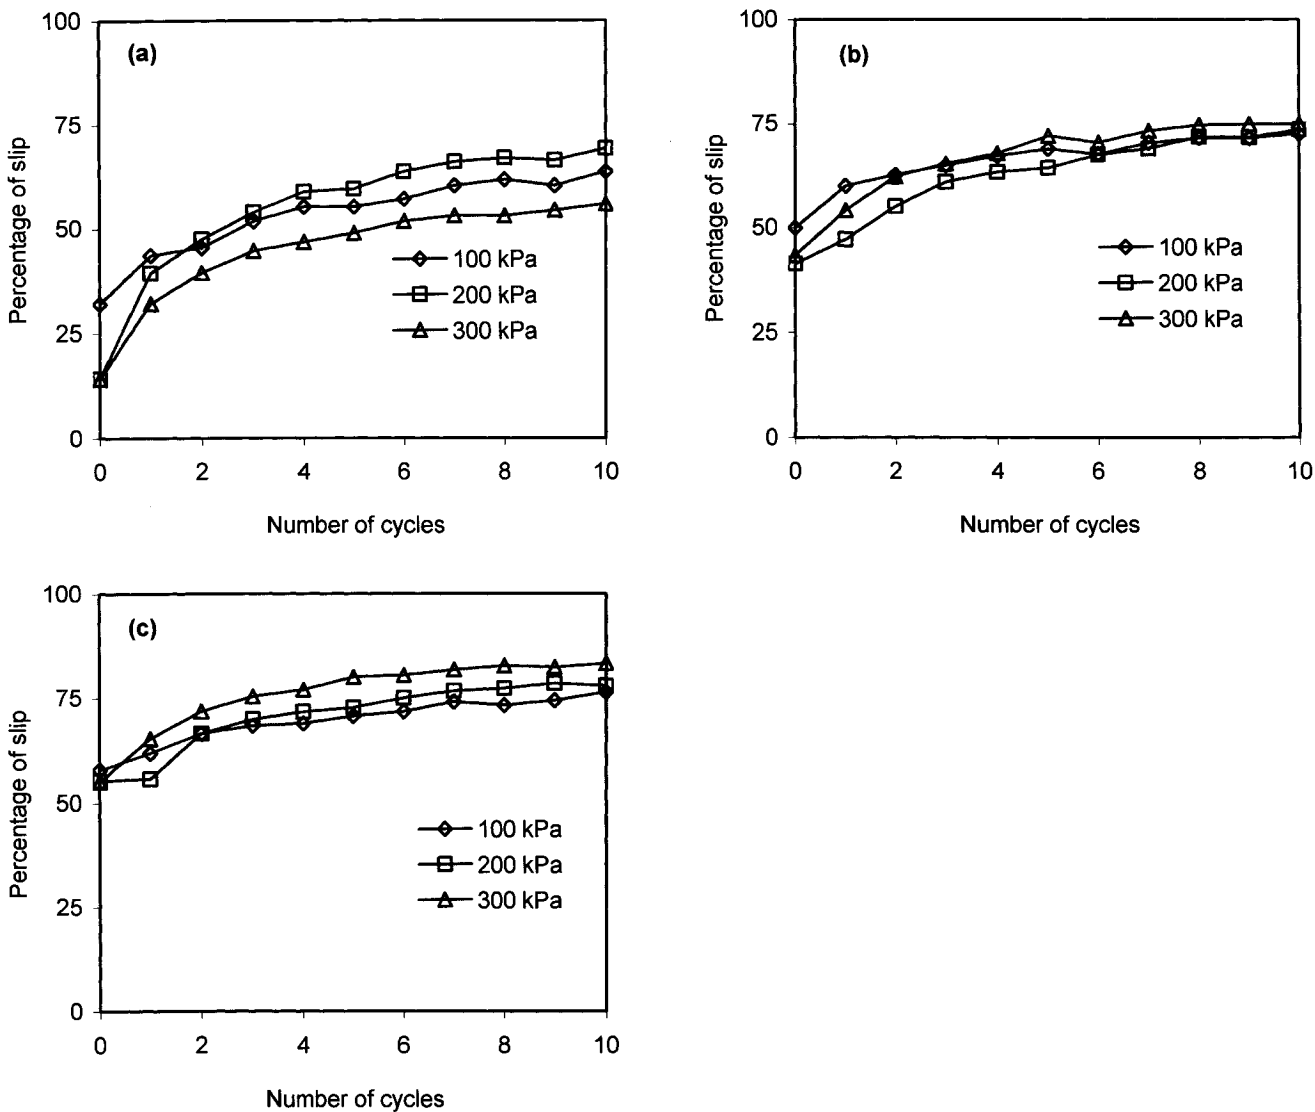 (a)
Percentage of slip
100
75
50
25
0
100 kPa
200 kPa
300 kPa
0 2 4 6 8 10
Number of cycles
(b)
Percentage of slip
100
75
50
25
0
100 kPa
200 kPa
300 kPa
0 2 4 6 8 10
Number of cycles
(c)
Percentage of slip
100
75
50
25
0
100 kPa
200 kPa
300 kPa
0 2 4 6 8 10
Number of cycles